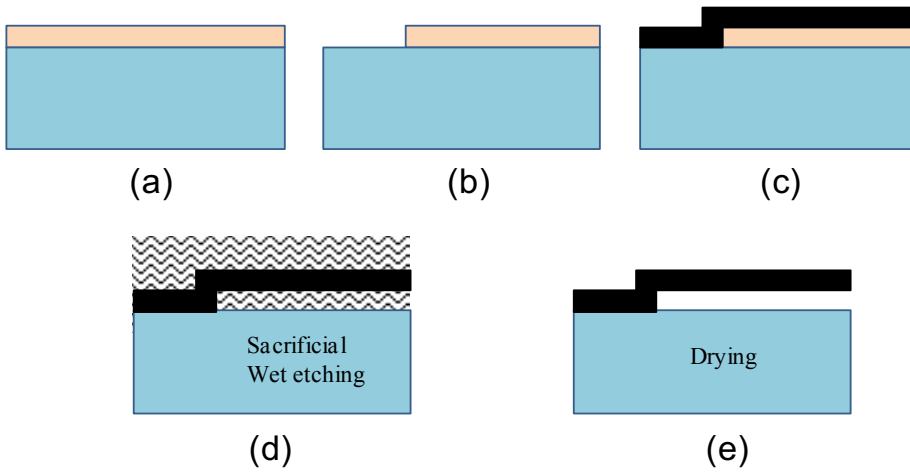 (a)
(b)
(c)
Sacrificial
Wet etching
Drying
(d)
(e)